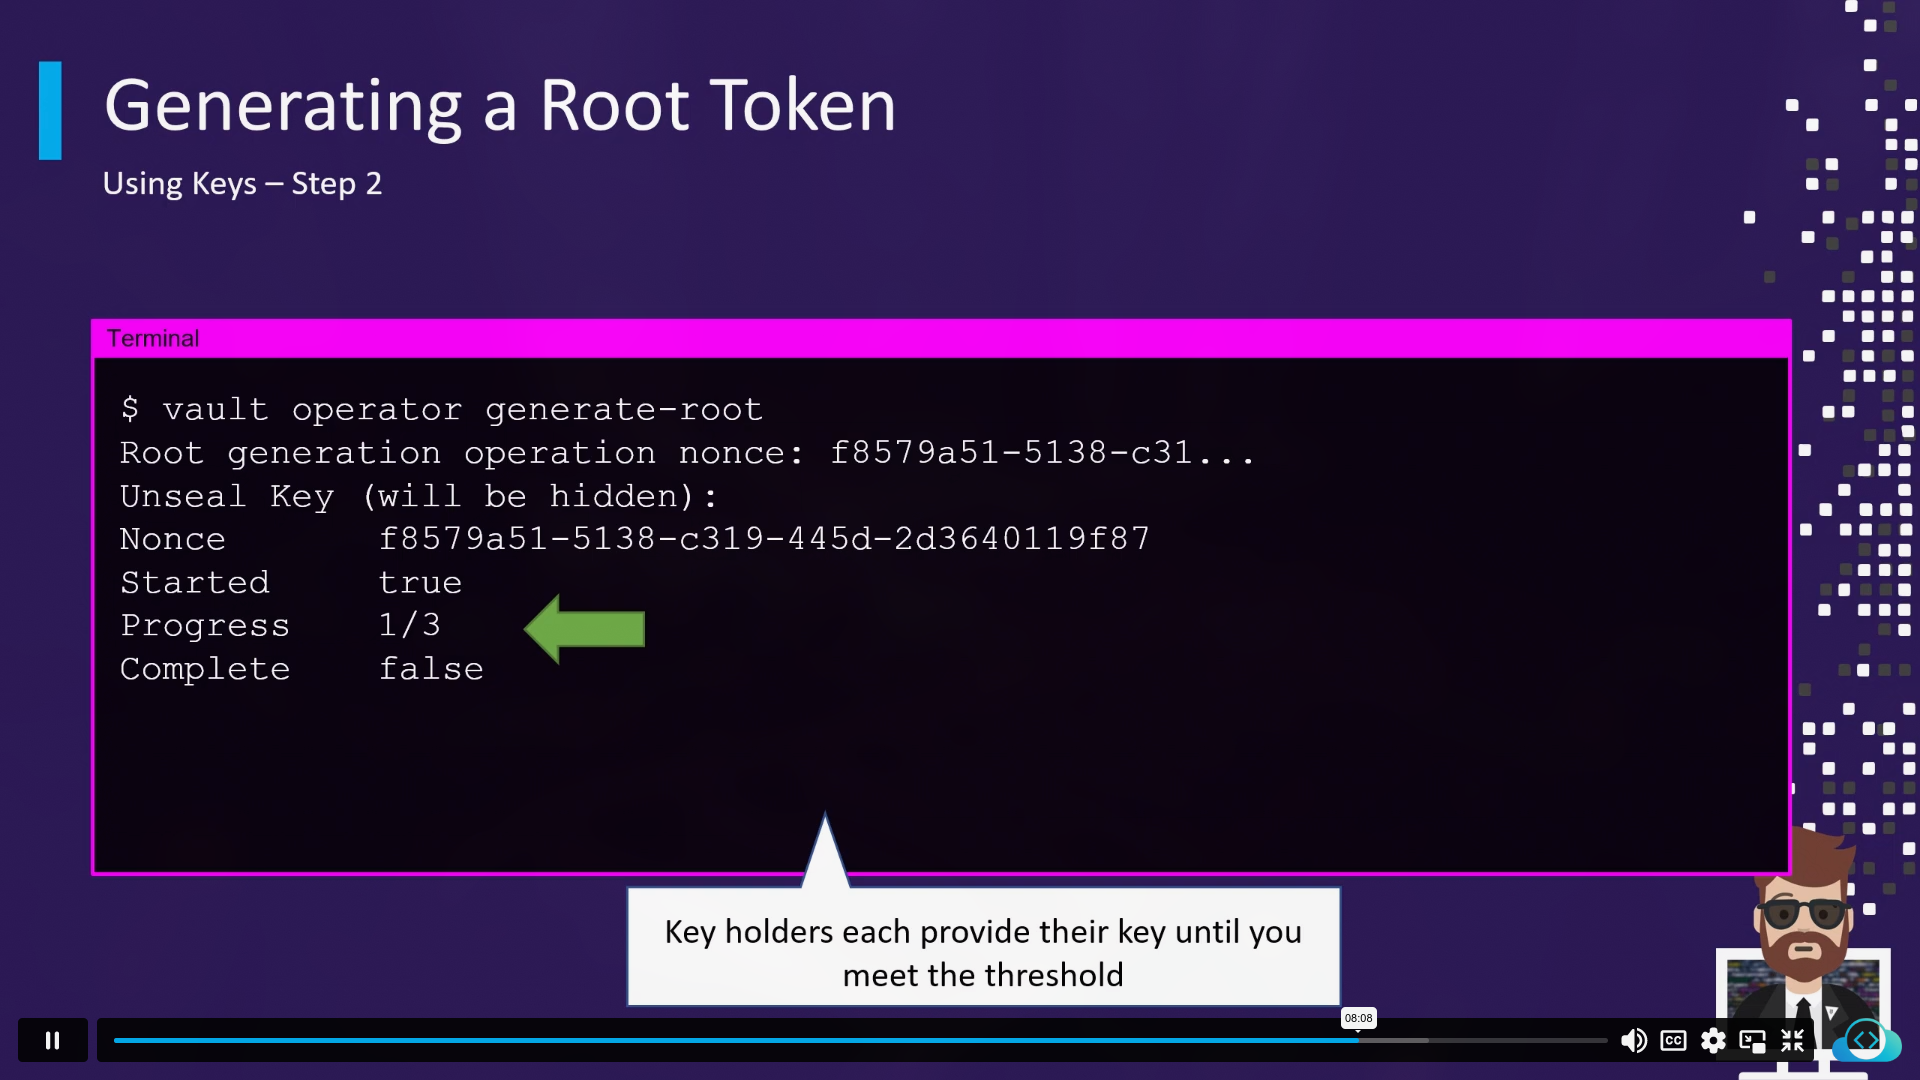 Generating a Root Token
Using Keys – Step 2
Terminal
$ vault operator generate-root
Root generation operation nonce: f8579a51-5138-c31...
Unseal Key (will be hidden):
Nonce f8579a51-5138-c319-445d-2d3640119f87
Started true
Progress 1/3
Complete false
Key holders each provide their key until you
meet the threshold
08:08
CC